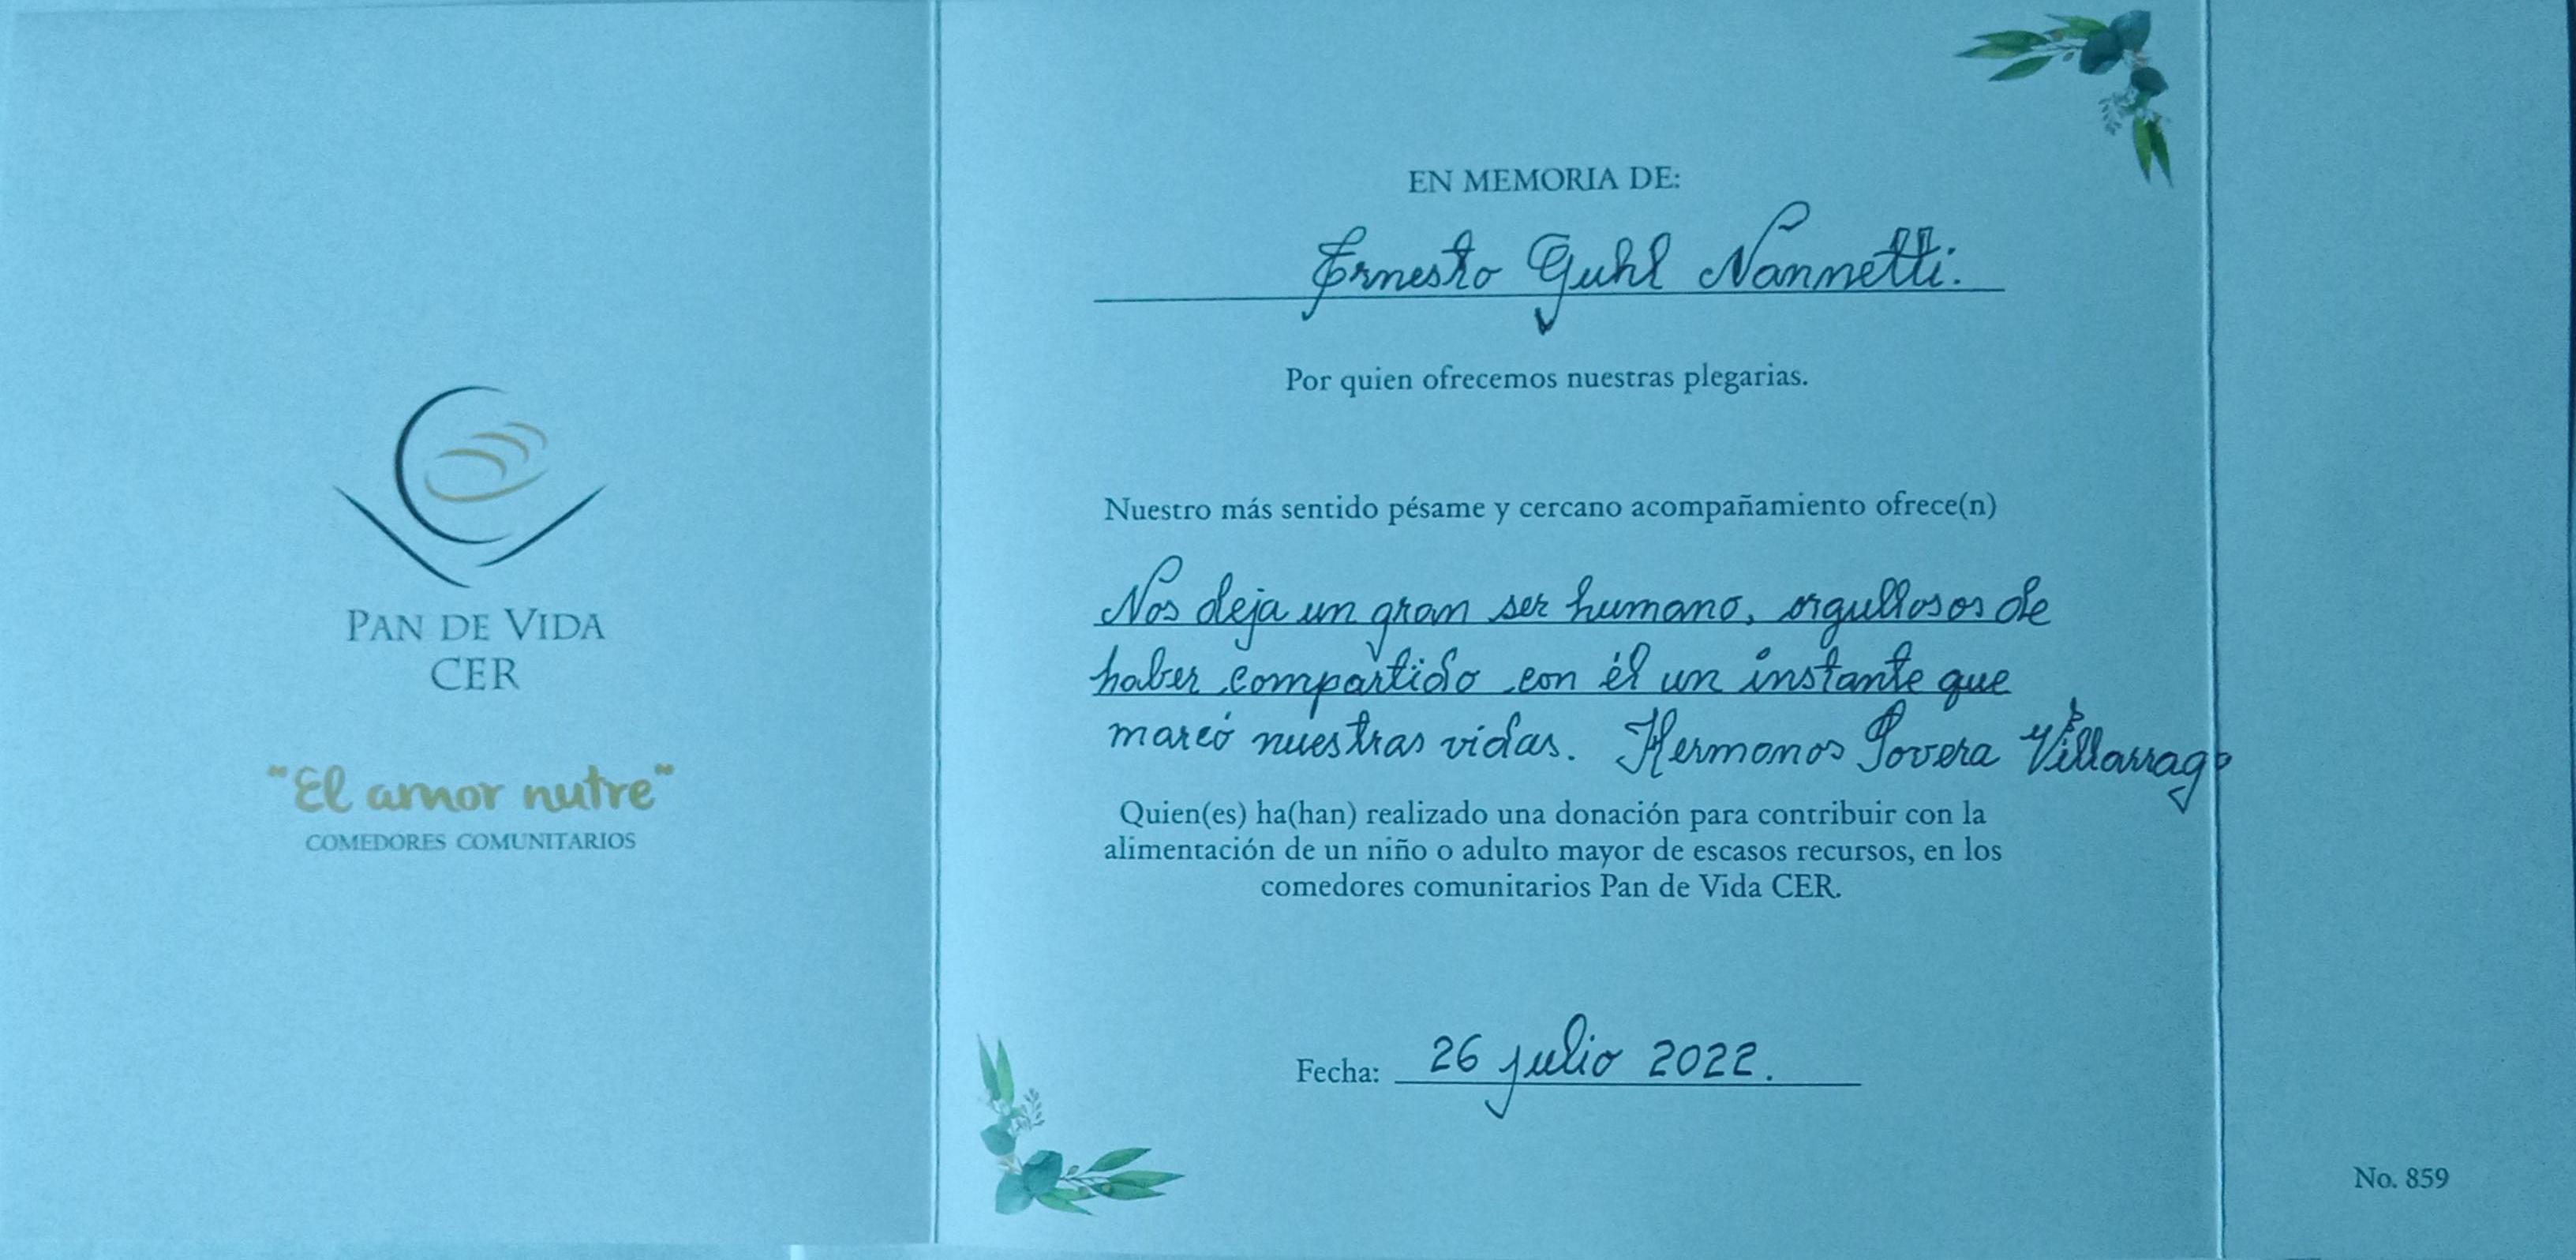 PAN DE VIDA
CER
"El amor nutre"
COMEDORES COMUNITARIOS
EN MEMORIA DE:
Ernesto Guhl Nannetti.
Por quien ofrecemos nuestras plegarias.
Nuestro más sentido pésame y cercano acompañamiento ofrece(n)
Nos deja un gran ser humano, orgullosos de
haber compartido con él un instante que
marcó nuestras vidas. Hermanos Tovera Villarraga
Quien(es) ha(han) realizado una donación para contribuir con la
alimentación de un niño o adulto mayor de escasos recursos, en los
comedores comunitarios Pan de Vida CER.
Fecha: 26 julio 2022.
No. 859